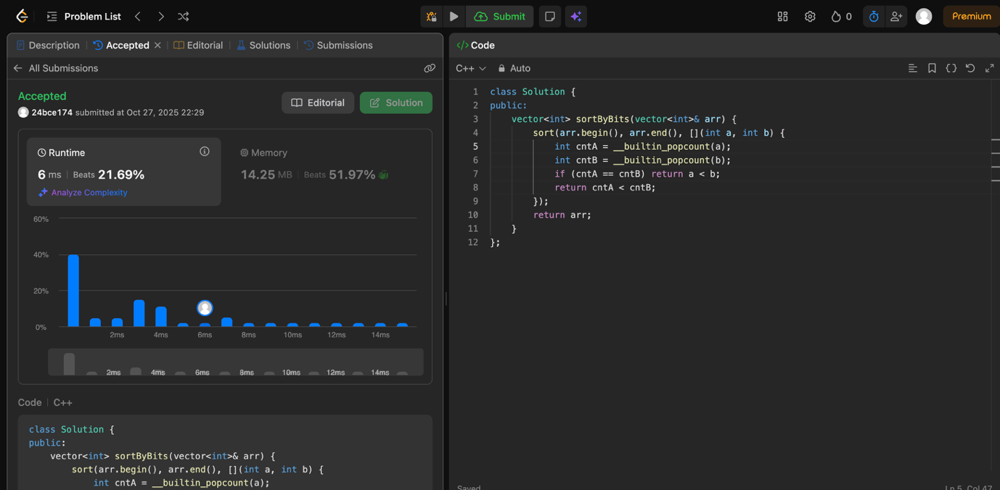 Problem List
Submit
0
Premium
Description
Accepted
Editorial
Solutions
Submissions
All Submissions
Accepted
24bce174 submitted at Oct 27, 2025 22:29
Editorial
Solution
Runtime
6 ms | Beats 21.69%
Analyze Complexity
Memory
14.25 MB | Beats 51.97%
60%
40%
20%
0%
2ms 4ms 6ms 8ms 10ms 12ms 14ms
2ms 4ms 6ms 8ms 10ms 12ms 14ms
Code | C++
class Solution {
public:
    vector<int> sortByBits(vector<int>& arr) {
        sort(arr.begin(), arr.end(), [](int a, int b) {
            int cntA = __builtin_popcount(a);
</> Code
C++ Auto
1 class Solution {
2 public:
3     vector<int> sortByBits(vector<int>& arr) {
4         sort(arr.begin(), arr.end(), [](int a, int b) {
5             int cntA = __builtin_popcount(a);
6             int cntB = __builtin_popcount(b);
7             if (cntA == cntB) return a < b;
8             return cntA < cntB;
9         });
10         return arr;
11     }
12 };
Saved
Ln 5, Col 47